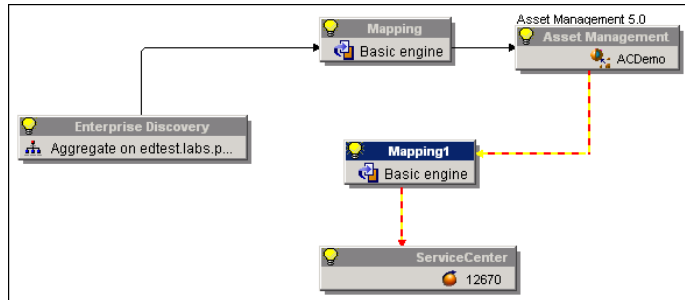 Mapping
Basic engine
Asset Management 5.0
Asset Management
ACDemo
Enterprise Discovery
Aggregate on edtest.labs.p...
Mapping1
Basic engine
ServiceCenter
12670